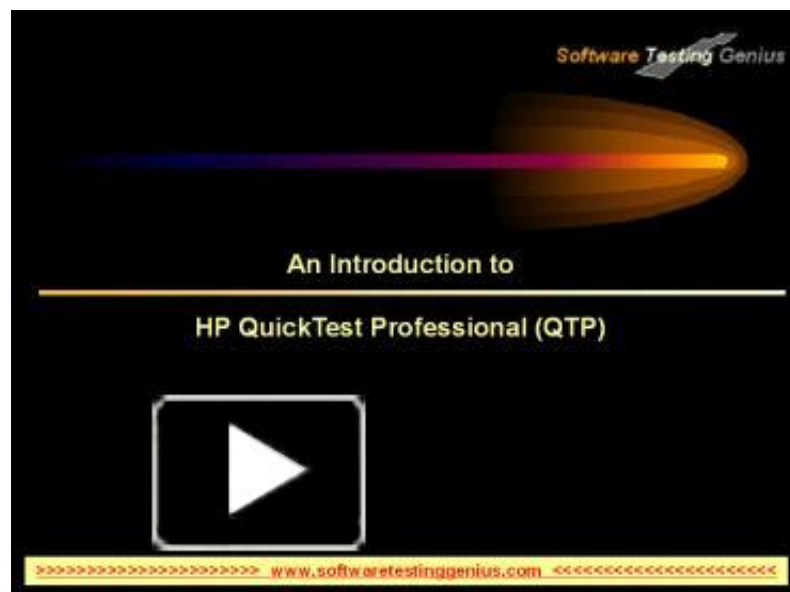 Software Testing Genius
An Introduction to
HP QuickTest Professional (QTP)
>>>>>>>>>>>>>>>>>>>>>> www.softwaretestinggenius.com <<<<<<<<<<<<<<<<<<<<<<